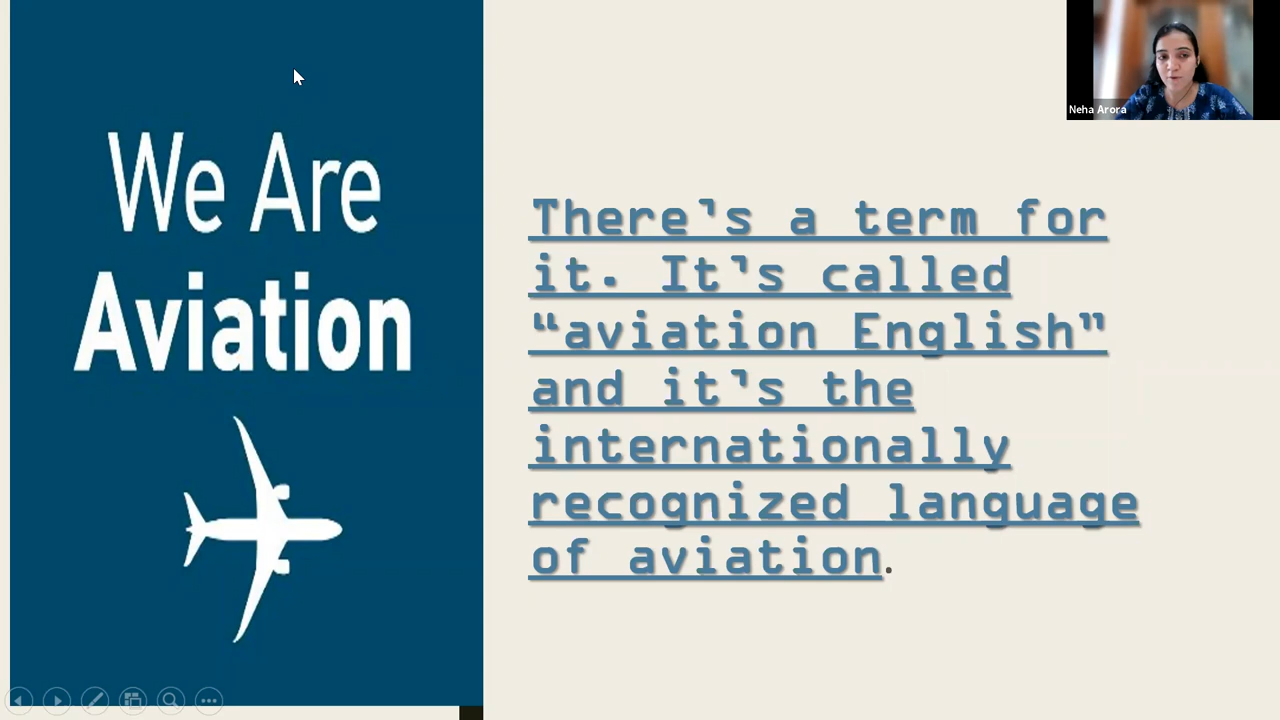 We Are
Aviation
There's a term for
it. It's called
“aviation English”
and it's the
internationally
recognized language
of aviation.
Neha Arora